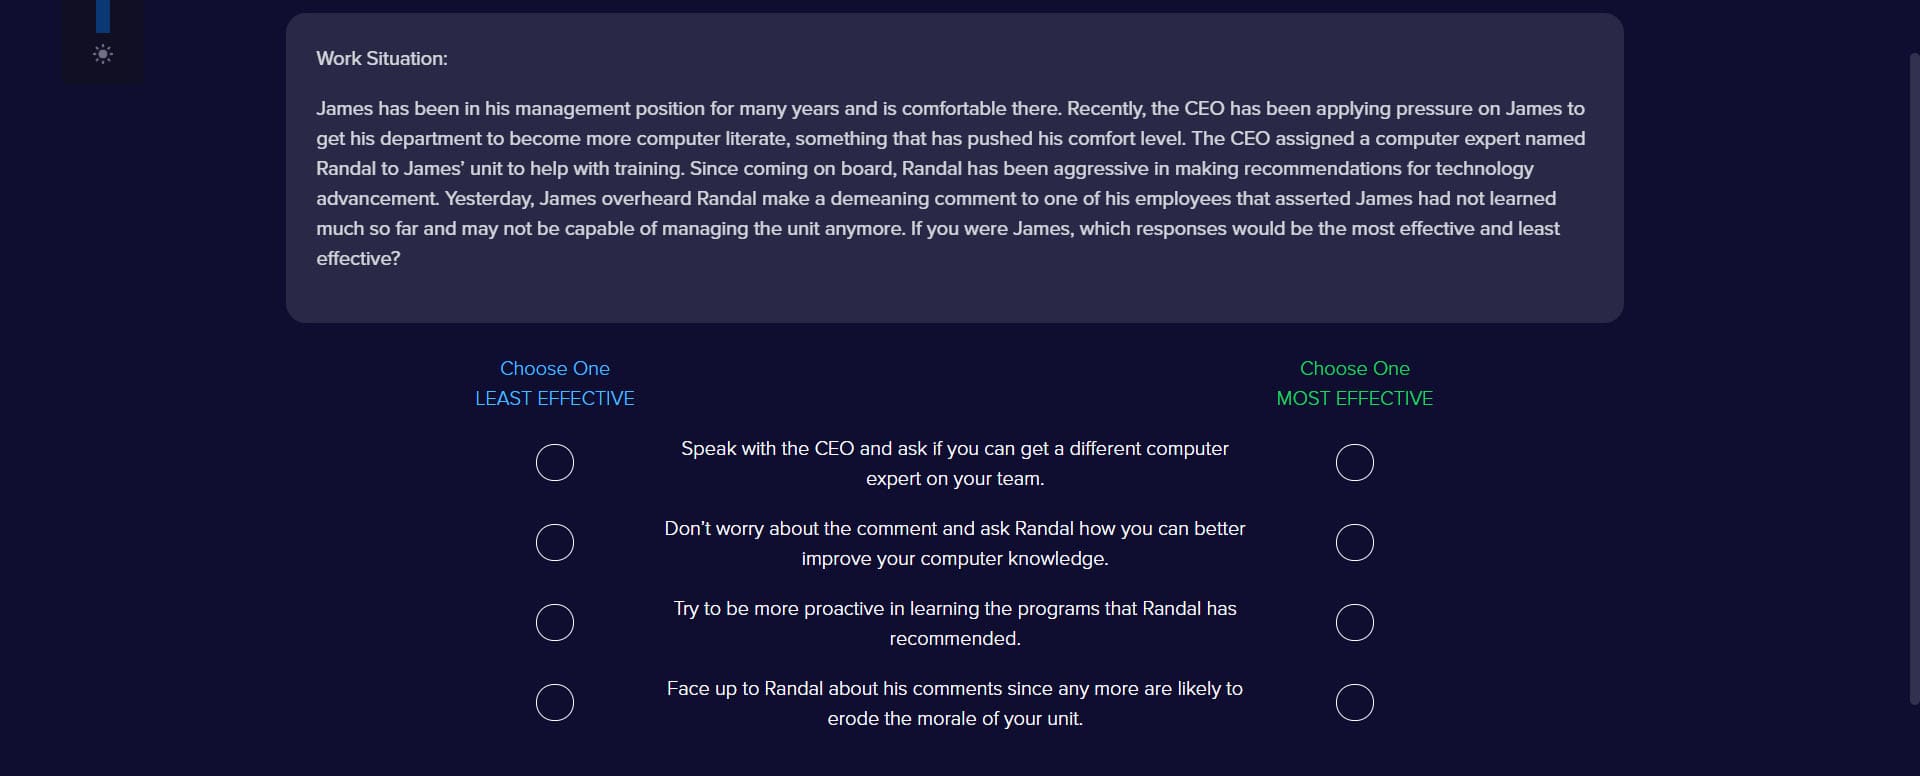 Work Situation:
James has been in his management position for many years and is comfortable there. Recently, the CEO has been applying pressure on James to
get his department to become more computer literate, something that has pushed his comfort level. The CEO assigned a computer expert named
Randal to James’ unit to help with training. Since coming on board, Randal has been aggressive in making recommendations for technology
advancement. Yesterday, James overheard Randal make a demeaning comment to one of his employees that asserted James had not learned
much so far and may not be capable of managing the unit anymore. If you were James, which responses would be the most effective and least
effective?
Choose One
LEAST EFFECTIVE
Choose One
MOST EFFECTIVE
Speak with the CEO and ask if you can get a different computer
expert on your team.
Don’t worry about the comment and ask Randal how you can better
improve your computer knowledge.
Try to be more proactive in learning the programs that Randal has
recommended.
Face up to Randal about his comments since any more are likely to
erode the morale of your unit.